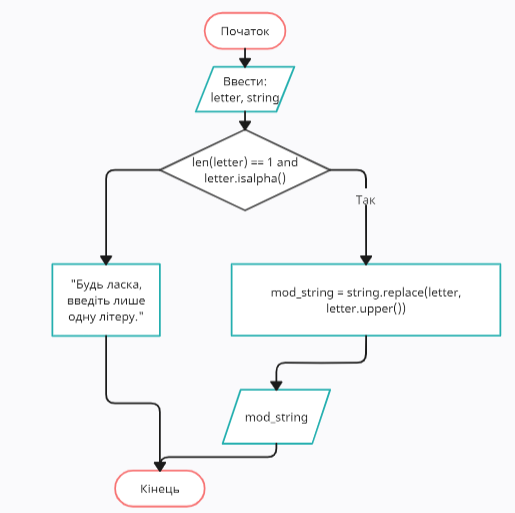 Початок
Ввести:
letter, string
len(letter) == 1 and
letter.isalpha()
Так
"Будь ласка,
введіть лише
одну літеру."
mod_string = string.replace(letter,
letter.upper())
mod_string
Кінець